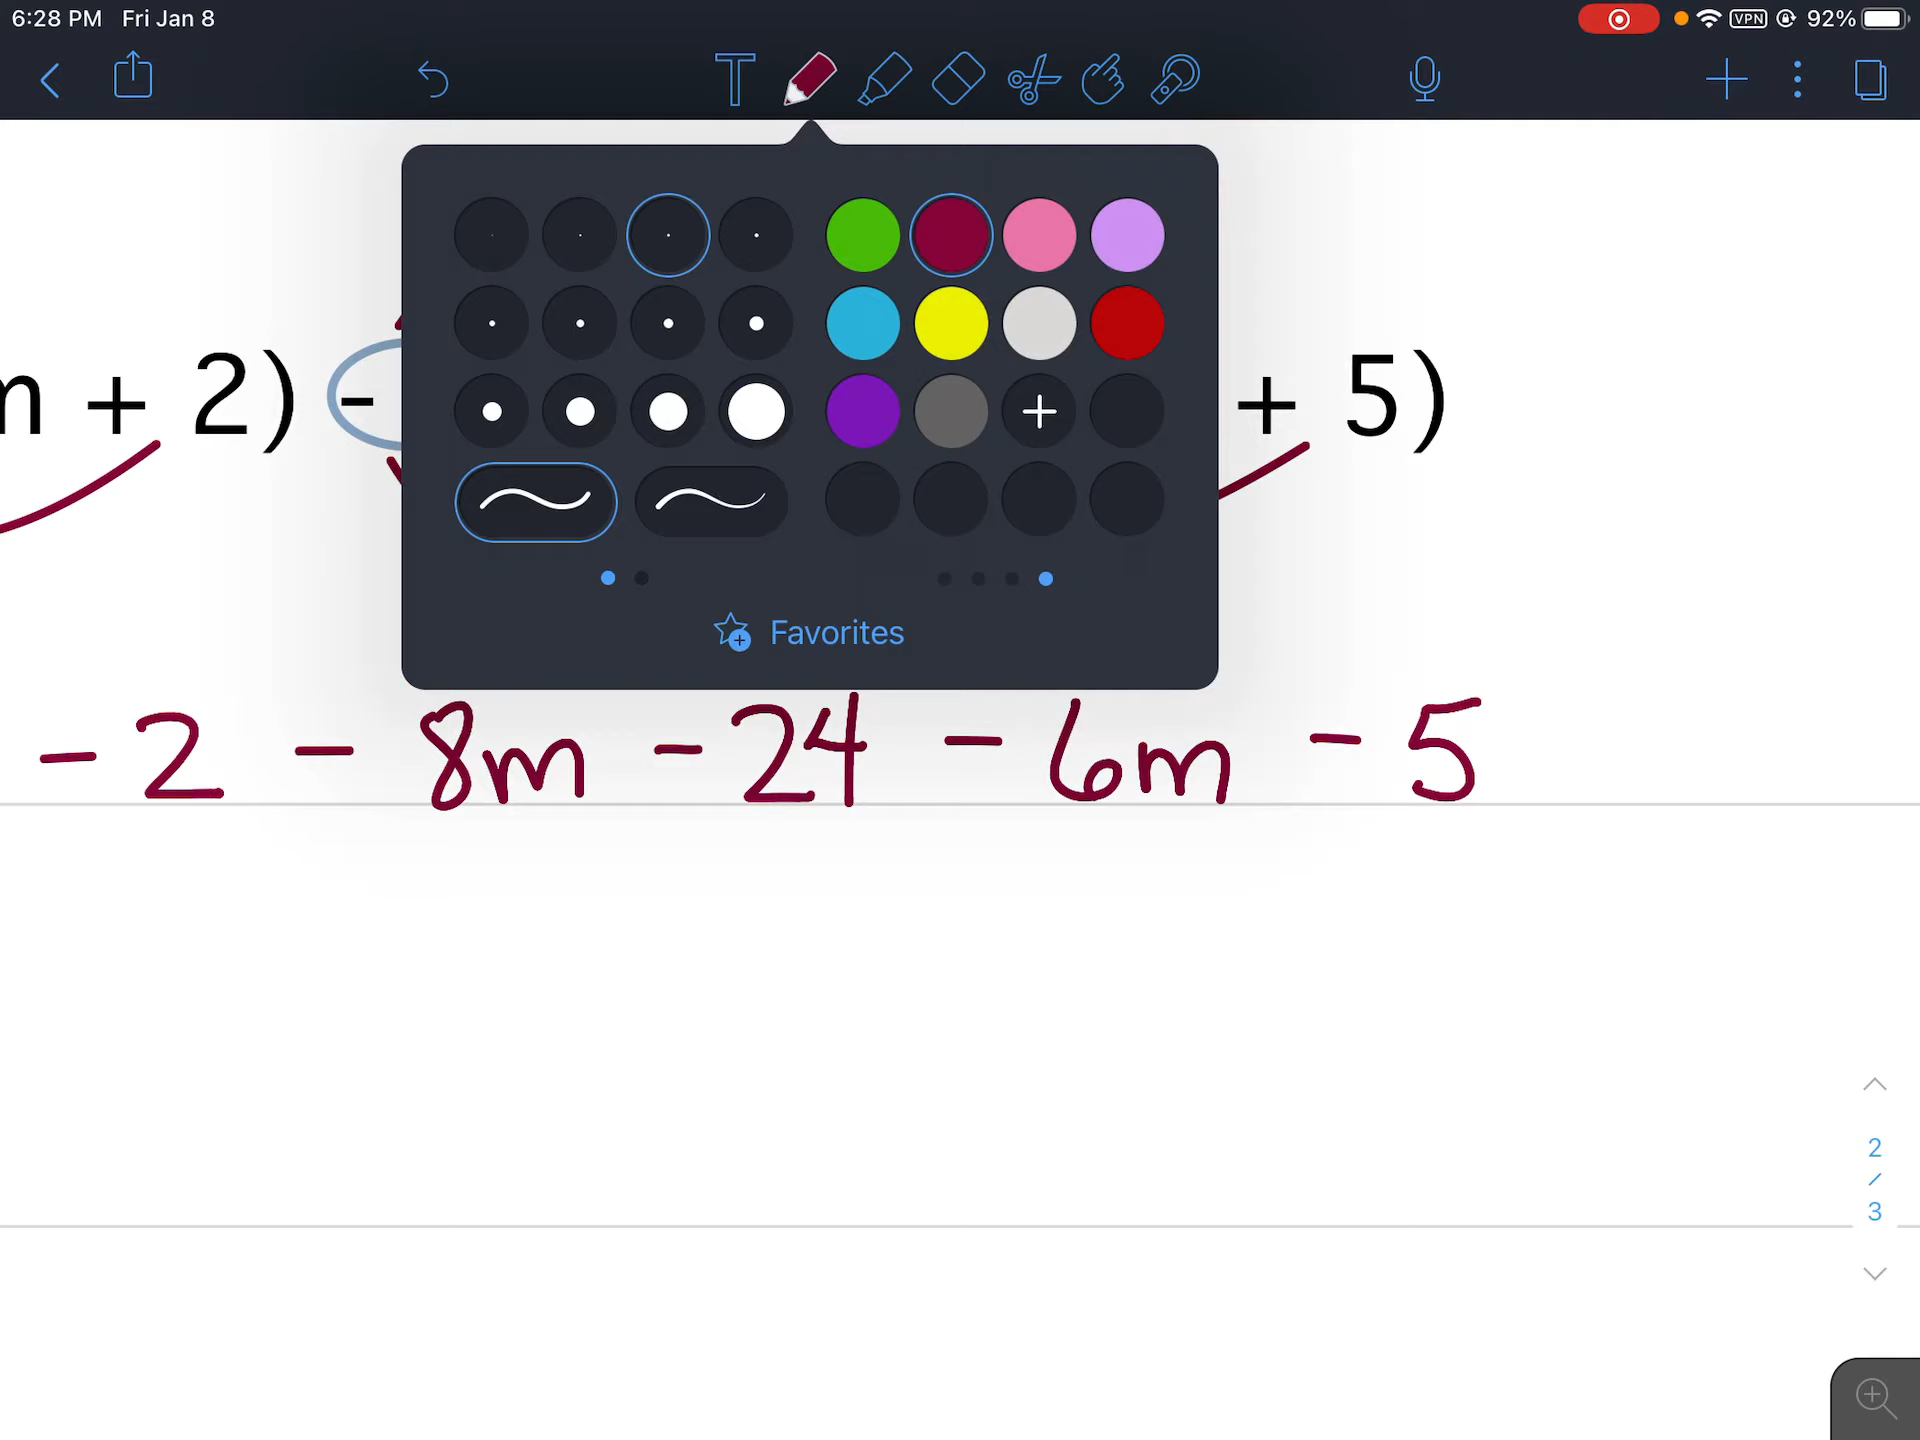 6:28 PM Fri Jan 8 VPN 92%
T
m + 2) - + 5)
Favorites
- 2 - 8m - 24 - 6m - 5
2
/
3